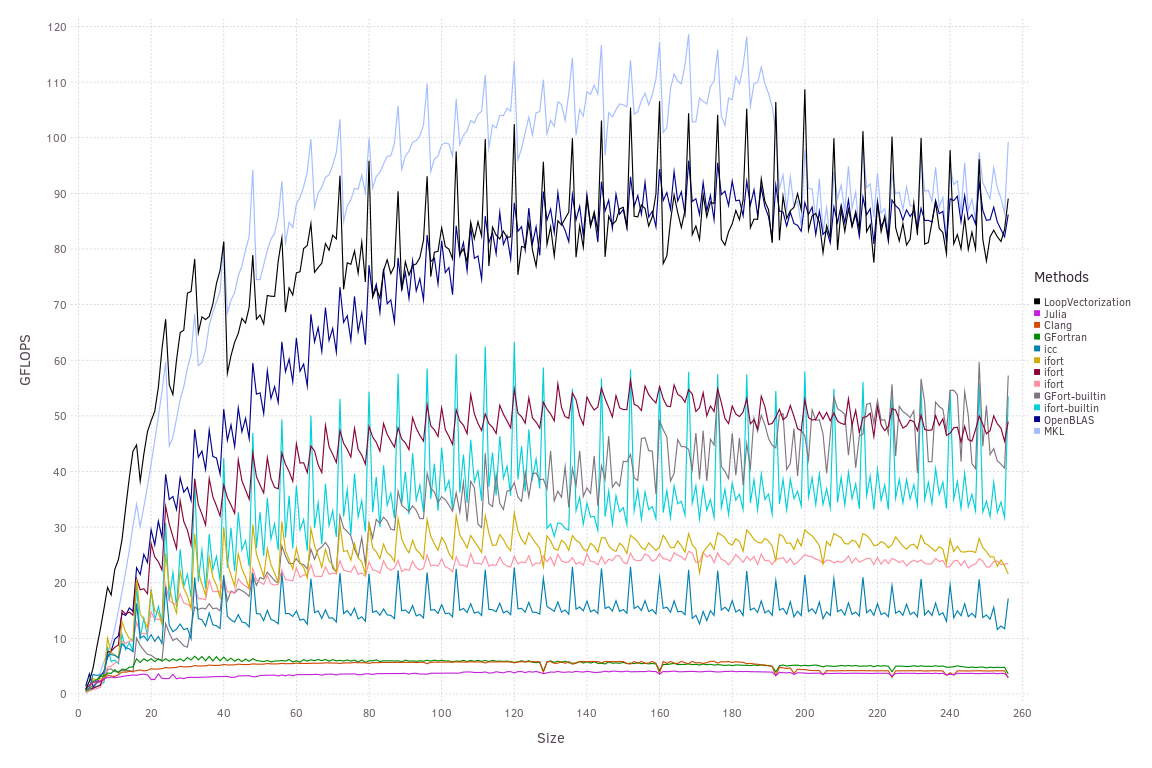 120
110
100
90
80
70
60
50
40
30
20
10
0
GFLOPS
0 20 40 60 80 100 120 140 160 180 200 220 240 260
Size
Methods
LoopVectorization
Julia
Clang
GFortran
icc
ifort
ifort
ifort
GFort-builtin
ifort-builtin
OpenBLAS
MKL